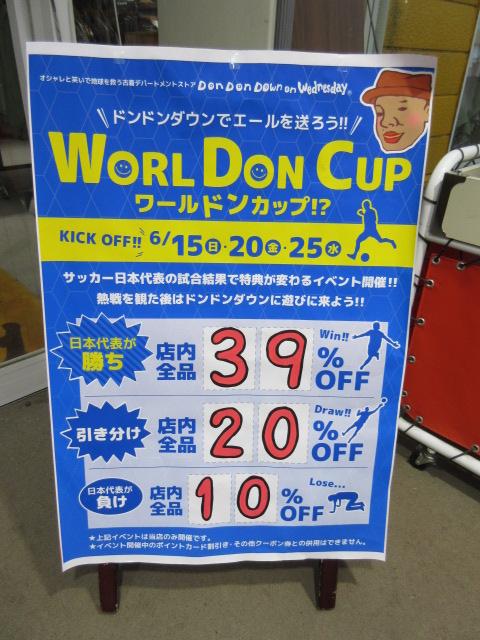 オシャレと笑いで地球を救う古着デパートメントストア DonDonDown on Wednesday®
ドンドンダウンでエールを送ろう!!
WORLDON CUP
ワールドンカップ!?
KICK OFF!! 6/15日・20金・25水
サッカー日本代表の試合結果で特典が変わるイベント開催!!
熱戦を観た後はドンドンダウンに遊びに来よう!!
日本代表が
勝ち
店内
全品
39
Win!!
%
OFF
引き分け
店内
全品
20
Draw!!
%
OFF
日本代表が
負け
店内
全品
10
Lose...
%
OFF
★上記イベントは当店のみ開催です。
★イベント開催中のポイントカード割引き・その他クーポン券との併用はできません。